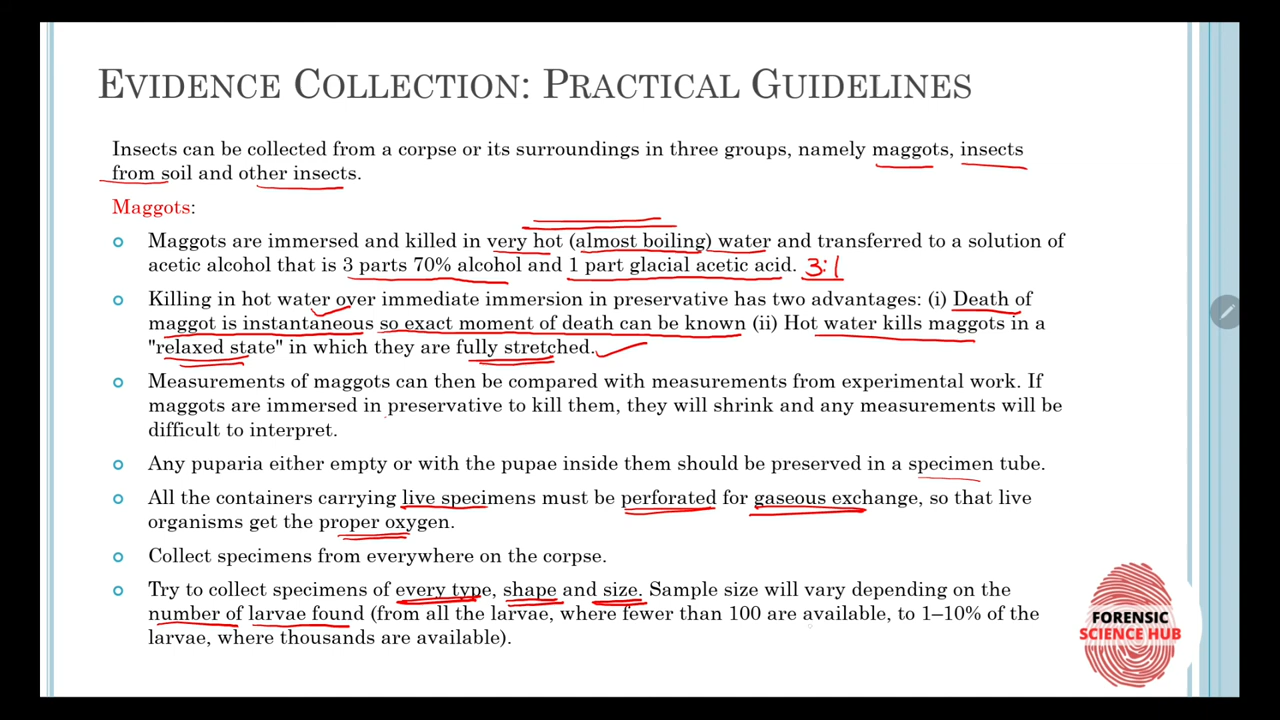 EVIDENCE COLLECTION: PRACTICAL GUIDELINES
Insects can be collected from a corpse or its surroundings in three groups, namely maggots, insects
from soil and other insects.
Maggots:
Maggots are immersed and killed in very hot (almost boiling) water and transferred to a solution of
acetic alcohol that is 3 parts 70% alcohol and 1 part glacial acetic acid. 3:1
Killing in hot water over immediate immersion in preservative has two advantages: (i) Death of
maggot is instantaneous so exact moment of death can be known (ii) Hot water kills maggots in a
"relaxed state" in which they are fully stretched.
Measurements of maggots can then be compared with measurements from experimental work. If
maggots are immersed in preservative to kill them, they will shrink and any measurements will be
difficult to interpret.
Any puparia either empty or with the pupae inside them should be preserved in a specimen tube.
All the containers carrying live specimens must be perforated for gaseous exchange, so that live
organisms get the proper oxygen.
Collect specimens from everywhere on the corpse.
Try to collect specimens of every type, shape and size. Sample size will vary depending on the
number of larvae found (from all the larvae, where fewer than 100 are available, to 1–10% of the
larvae, where thousands are available).
FORENSIC
SCIENCE HUB